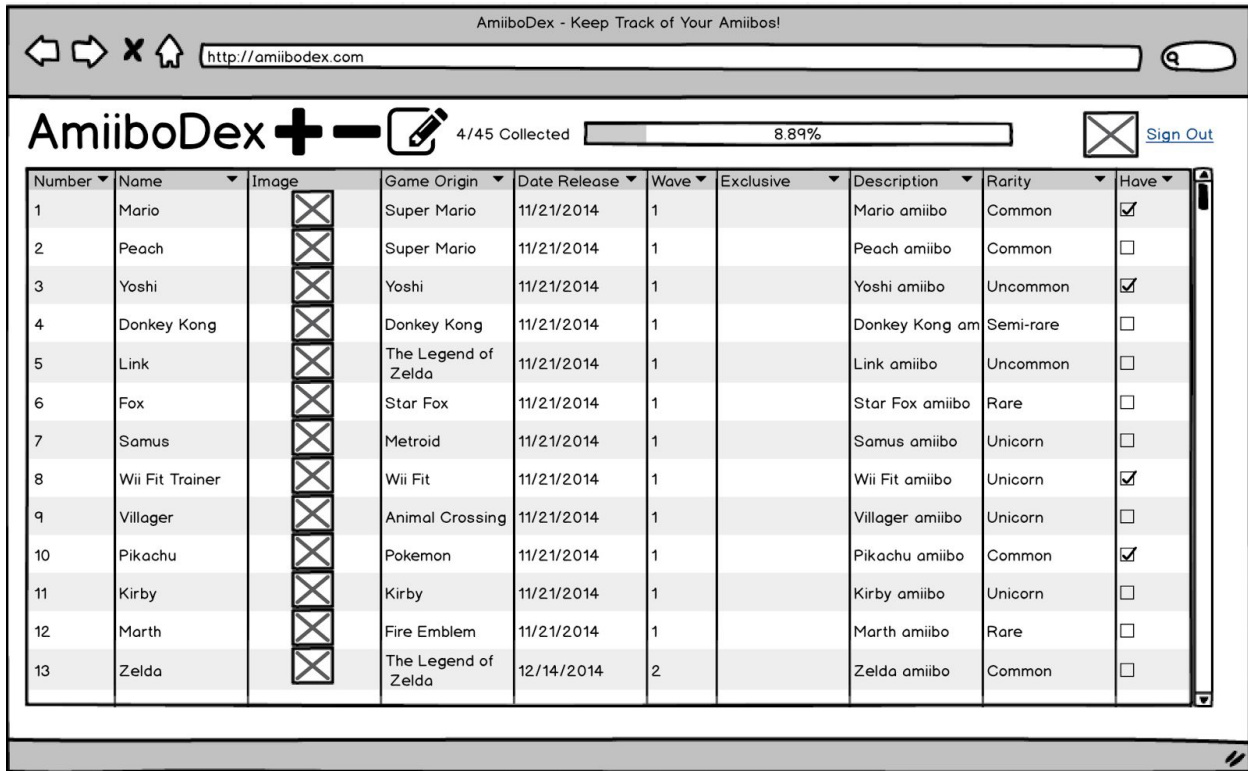 AmiiboDex - Keep Track of Your Amiibos!
http://amiibodex.com
AmiiboDex 4/45 Collected 8.89% Sign Out
Number Name Image Game Origin Date Release Wave Exclusive Description Rarity Have
1 Mario Super Mario 11/21/2014 1 Mario amiibo Common
2 Peach Super Mario 11/21/2014 1 Peach amiibo Common
3 Yoshi Yoshi 11/21/2014 1 Yoshi amiibo Uncommon
4 Donkey Kong Donkey Kong 11/21/2014 1 Donkey Kong am Semi-rare
5 Link The Legend of Zelda 11/21/2014 1 Link amiibo Uncommon
6 Fox Star Fox 11/21/2014 1 Star Fox amiibo Rare
7 Samus Metroid 11/21/2014 1 Samus amiibo Unicorn
8 Wii Fit Trainer Wii Fit 11/21/2014 1 Wii Fit amiibo Unicorn
9 Villager Animal Crossing 11/21/2014 1 Villager amiibo Unicorn
10 Pikachu Pokemon 11/21/2014 1 Pikachu amiibo Common
11 Kirby Kirby 11/21/2014 1 Kirby amiibo Unicorn
12 Marth Fire Emblem 11/21/2014 1 Marth amiibo Rare
13 Zelda The Legend of Zelda 12/14/2014 2 Zelda amiibo Common